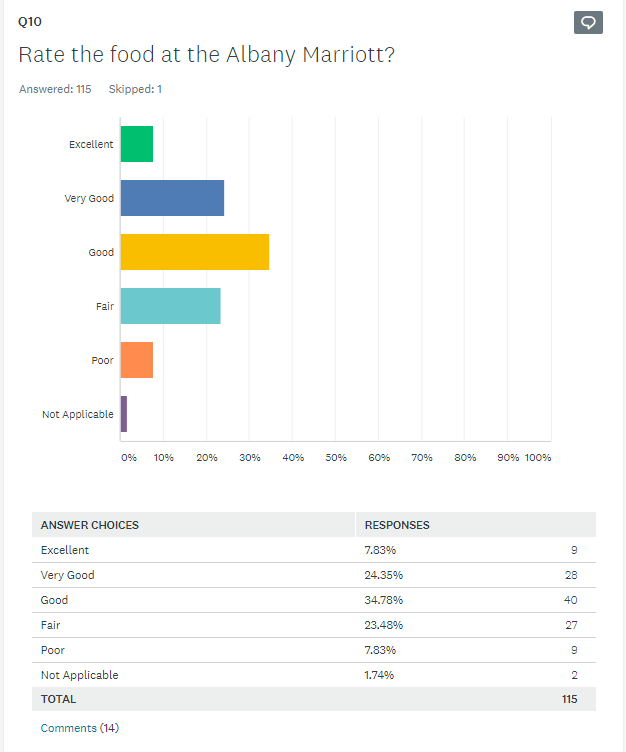 Q10
Rate the food at the Albany Marriott?
Answered: 115 Skipped: 1
Excellent
Very Good
Good
Fair
Poor
Not Applicable
0% 10% 20% 30% 40% 50% 60% 70% 80% 90% 100%
ANSWER CHOICES RESPONSES
Excellent 7.83% 9
Very Good 24.35% 28
Good 34.78% 40
Fair 23.48% 27
Poor 7.83% 9
Not Applicable 1.74% 2
TOTAL 115
Comments (14)